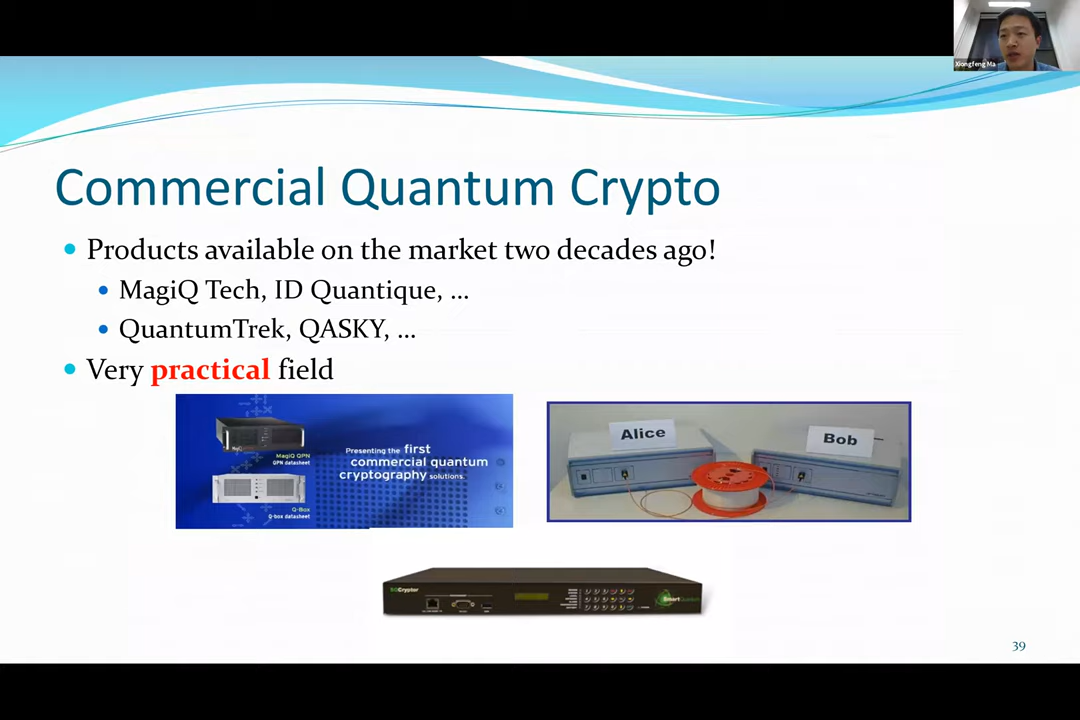 Xiongfeng Ma
Commercial Quantum Crypto
Products available on the market two decades ago!
MagiQ Tech, ID Quantique, ...
QuantumTrek, QASKY, ...
Very practical field
MagiQ QPN
QPN datasheet
Q-Box
Q-box datasheet
Presenting the first
commercial quantum
cryptography solutions.
Alice
Bob
SmartQuantum
39